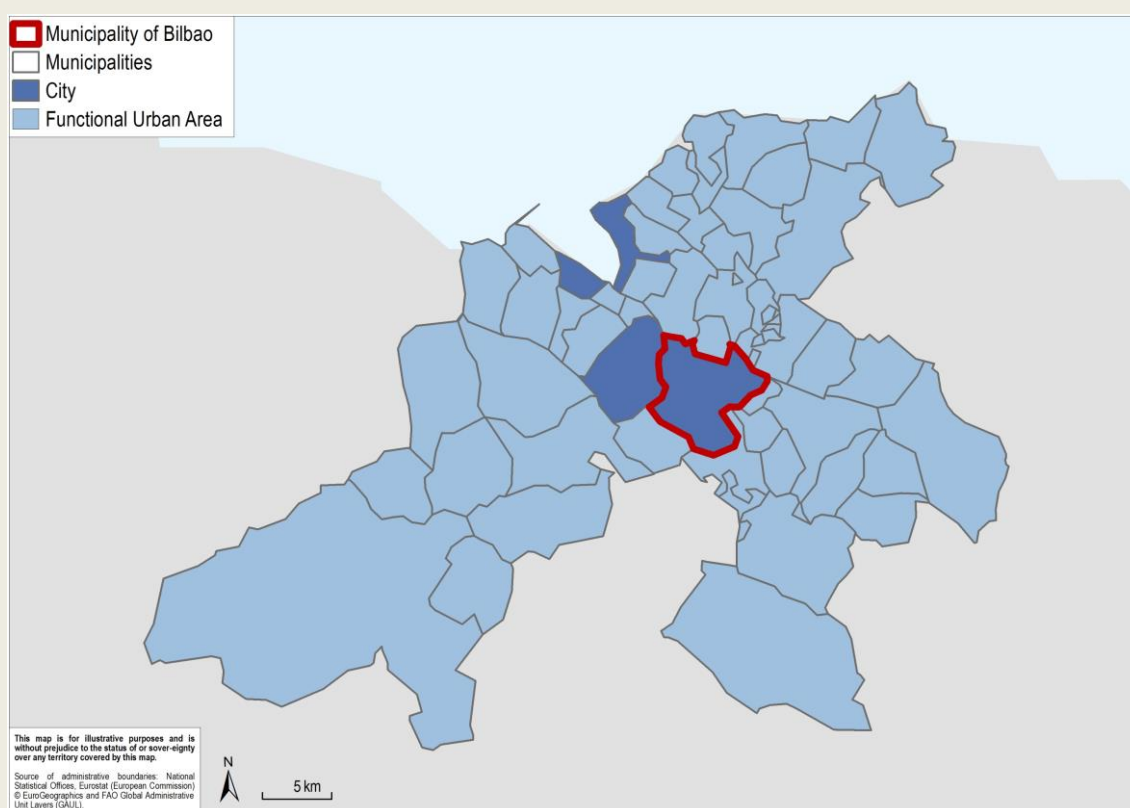 Municipality of Bilbao
Municipalities
City
Functional Urban Area
This map is for illustrative purposes and is
without prejudice to the status of or sover-eignty
over any territory covered by this map.
Source of administrative boundaries: National
Statistical Offices, Eurostat (European Commission)
© EuroGeographics and FAO Global Administrative
Unit Layers (GAUL).
N
5 km